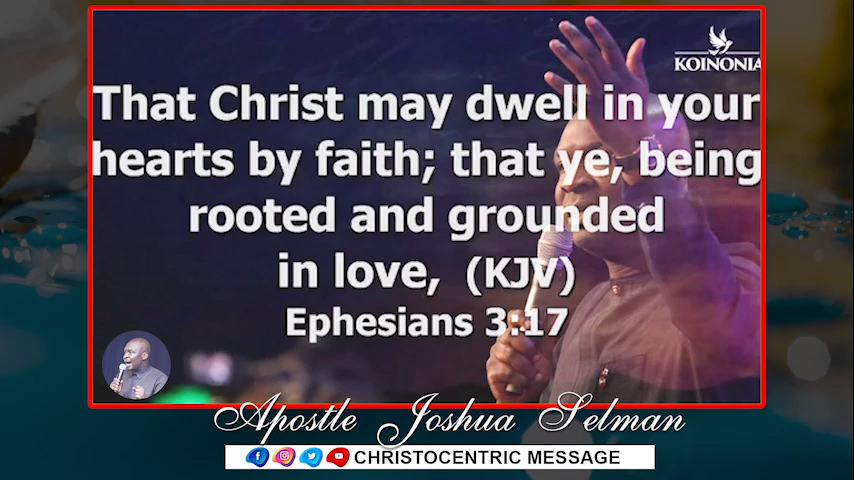 KOINONIA
That Christ may dwell in your
hearts by faith; that ye, being
rooted and grounded
in love, (KJV)
Ephesians 3:17
Apostle Joshua Selman
CHRISTOCENTRIC MESSAGE